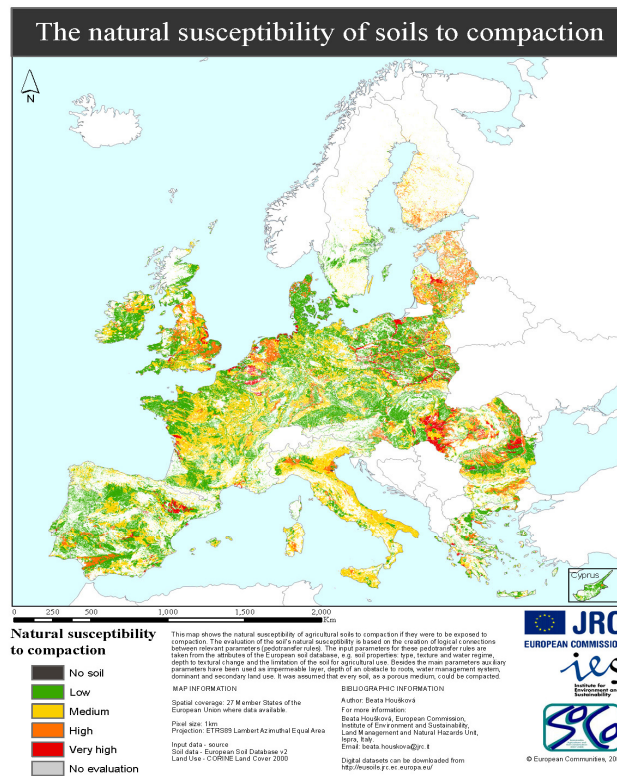 The natural susceptibility of soils to compaction
N
Cyprus
0 250 500 1,000 1,500 2,000
Km
Natural susceptibility
to compaction
No soil
Low
Medium
High
Very high
No evaluation
This map shows the natural susceptibility of agricultural soils to compaction if they were to be exposed to
compaction. The evaluation of the soil's natural susceptibility is based on the creation of logical connections
between relevant parameters (pedotransfer rules). The input parameters for these pedotransfer rules are
taken from the attributes of the European soil database, e.g. soil properties: type, texture and water regime,
depth to textural change and the limitation of the soil for agricultural use. Besides the main parameters auxiliary
parameters have been used as impermeable layer, depth of an obstacle to roots, water management system,
dominant and secondary land use. It was assumed that every soil, as a porous medium, could be compacted.
MAP INFORMATION
Spatial coverage: 27 Member States of the
European Union where data available.
Pixel size: 1km
Projection: ETRS89 Lambert Azimuthal Equal Area
Input data - source
Soil data - European Soil Database v2
Land Use - CORINE Land Cover 2000
BIBLIOGRAPHIC INFORMATION
Author: Beata Houšková
For more information:
Beata Houšková, European Commission,
Institute of Environment and Sustainability,
Land Management and Natural Hazards Unit,
Ispra, Italy.
Email: beata.houskova@jrc.it
Digital datasets can be downloaded from
http://eusoils.jrc.ec.europa.eu/
JRC
EUROPEAN COMMISSIO
ies
Institute for
Environment and
Sustainability
SoCo
© European Communities, 20